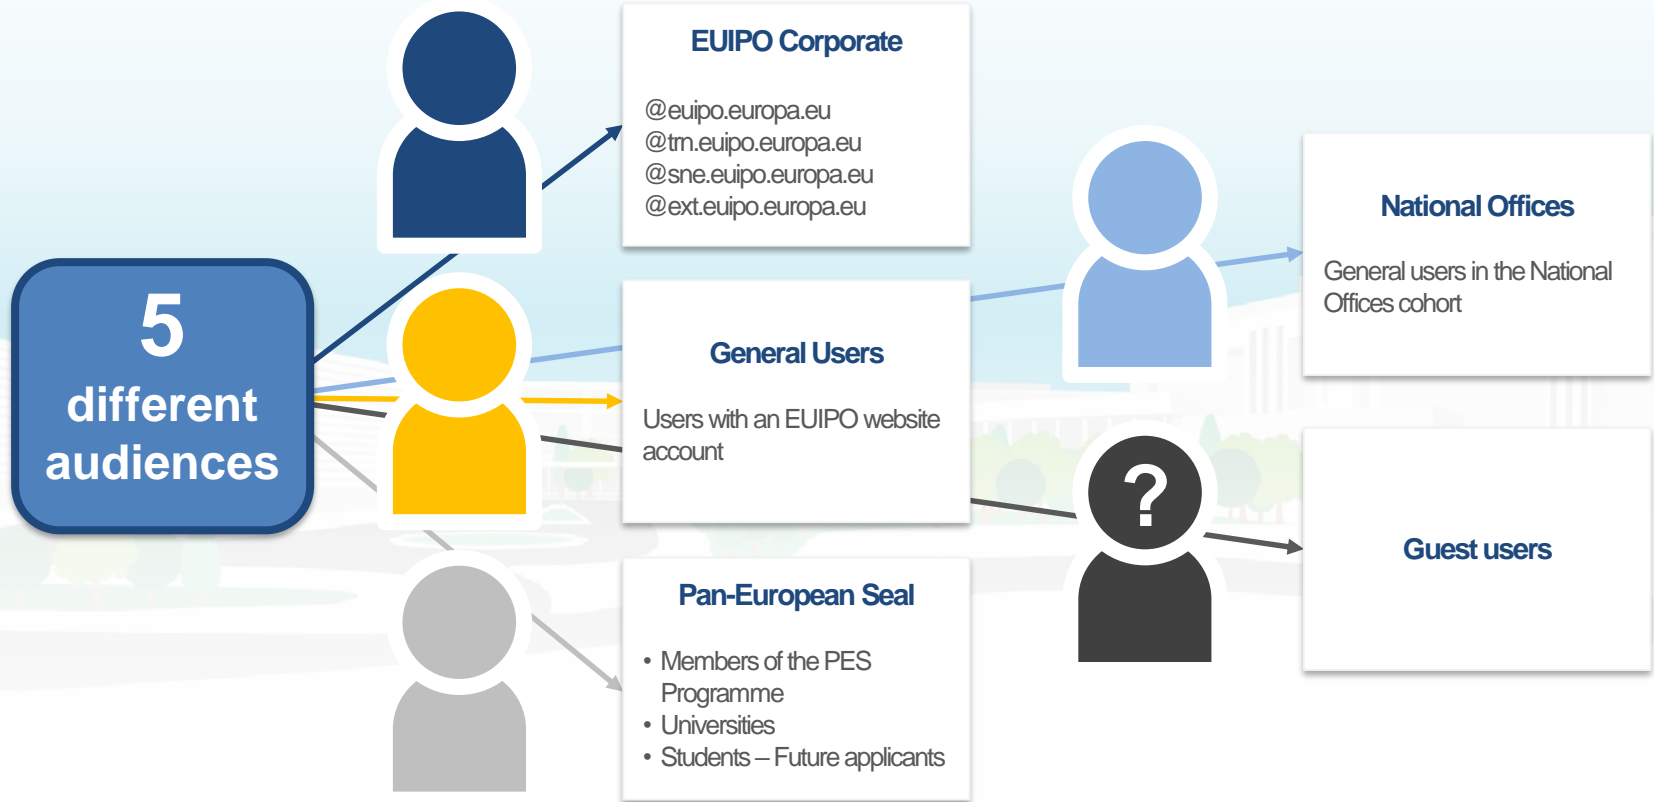 5
different
audiences
EUIPO Corporate
@euipo.europa.eu
@trn.euipo.europa.eu
@sne.euipo.europa.eu
@ext.euipo.europa.eu
General Users
Users with an EUIPO website
account
Pan-European Seal
• Members of the PES
Programme
• Universities
• Students – Future applicants
National Offices
General users in the National
Offices cohort
?
Guest users